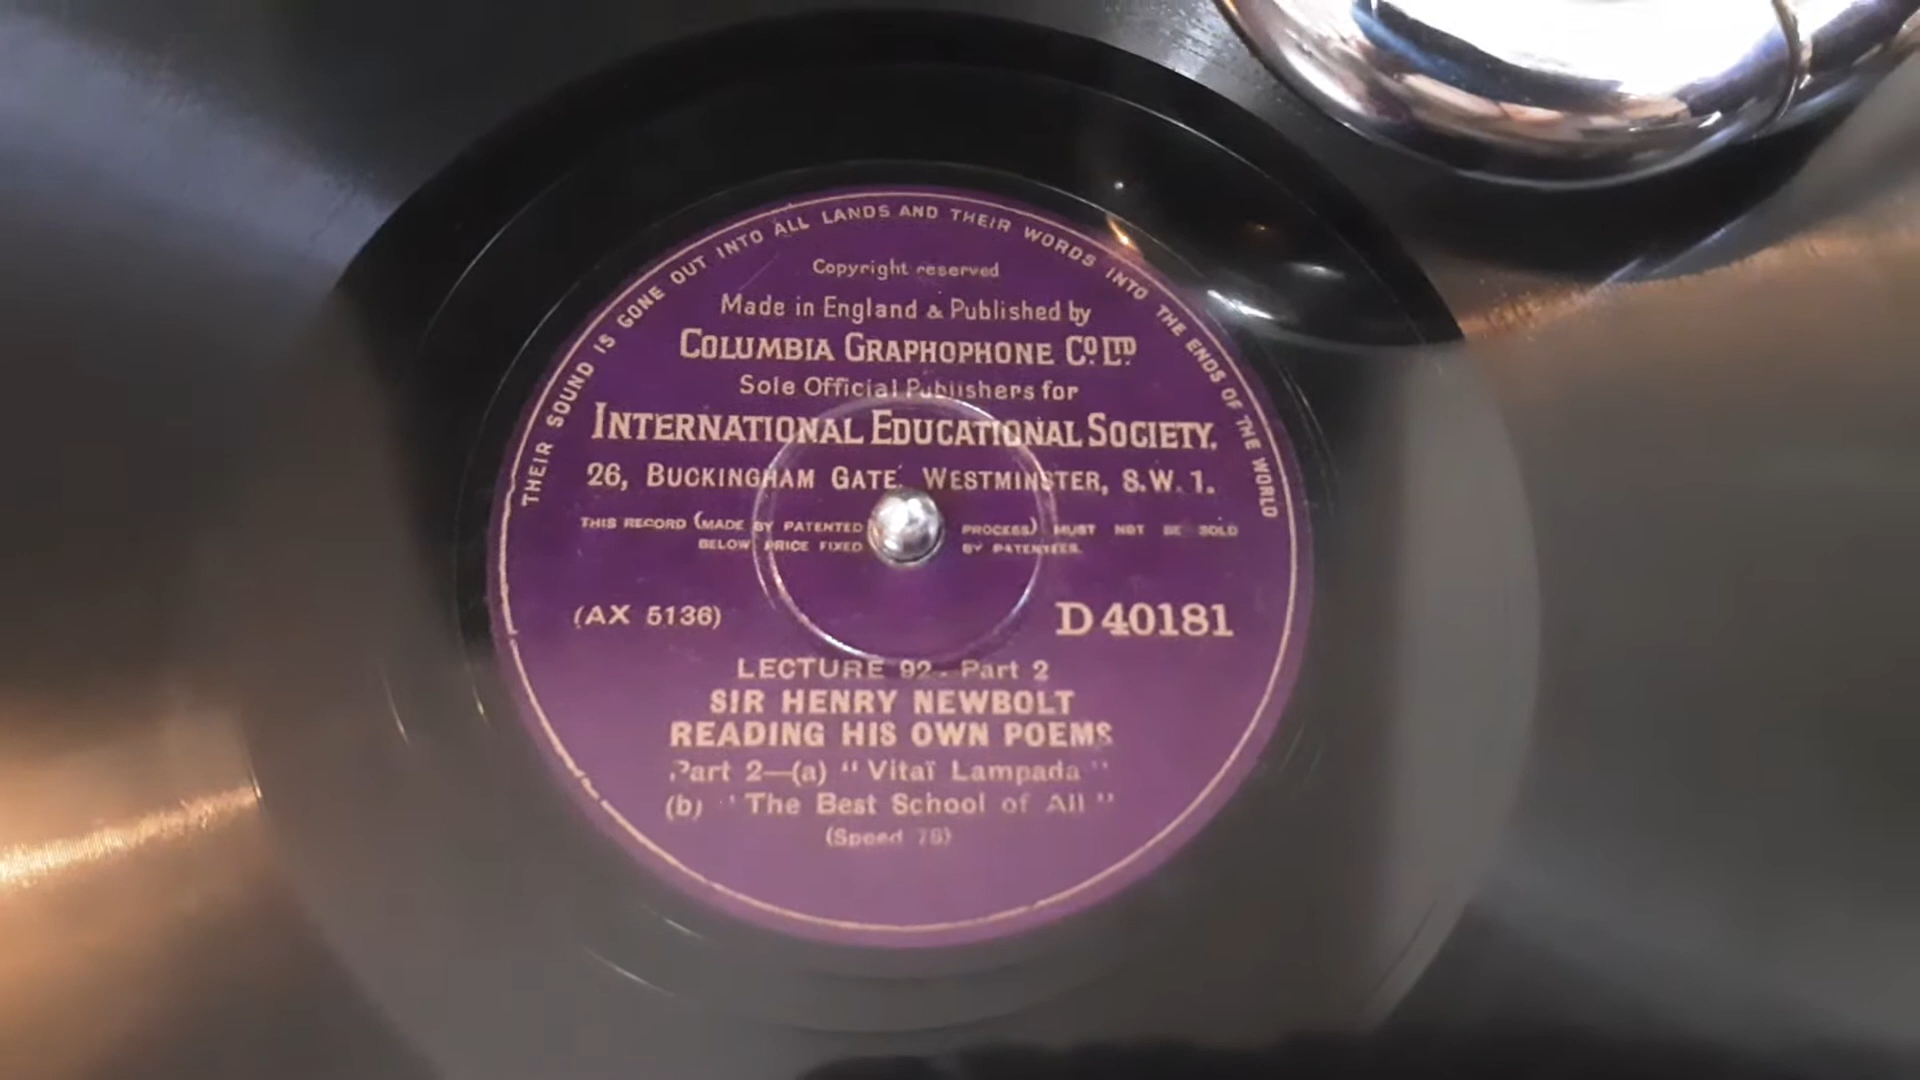 THEIR SOUND IS GONE OUT INTO ALL LANDS AND THEIR WORDS INTO THE ENDS OF THE WORLD
Copyright reserved
Made in England & Published by
COLUMBIA GRAPHOPHONE CO. LTD.
Sole Official Publishers for
INTERNATIONAL EDUCATIONAL SOCIETY.
26, BUCKINGHAM GATE, WESTMINSTER, S.W. 1.
THIS RECORD (MADE BY PATENTED PROCESS) MUST NOT BE SOLD
BELOW PRICE FIXED BY PATENTEES.
(AX 5136) D 40181
LECTURE 92 - Part 2
SIR HENRY NEWBOLT
READING HIS OWN POEMS
Part 2—(a) "Vitaï Lampada"
(b) "The Best School of All"
(Speed 78)